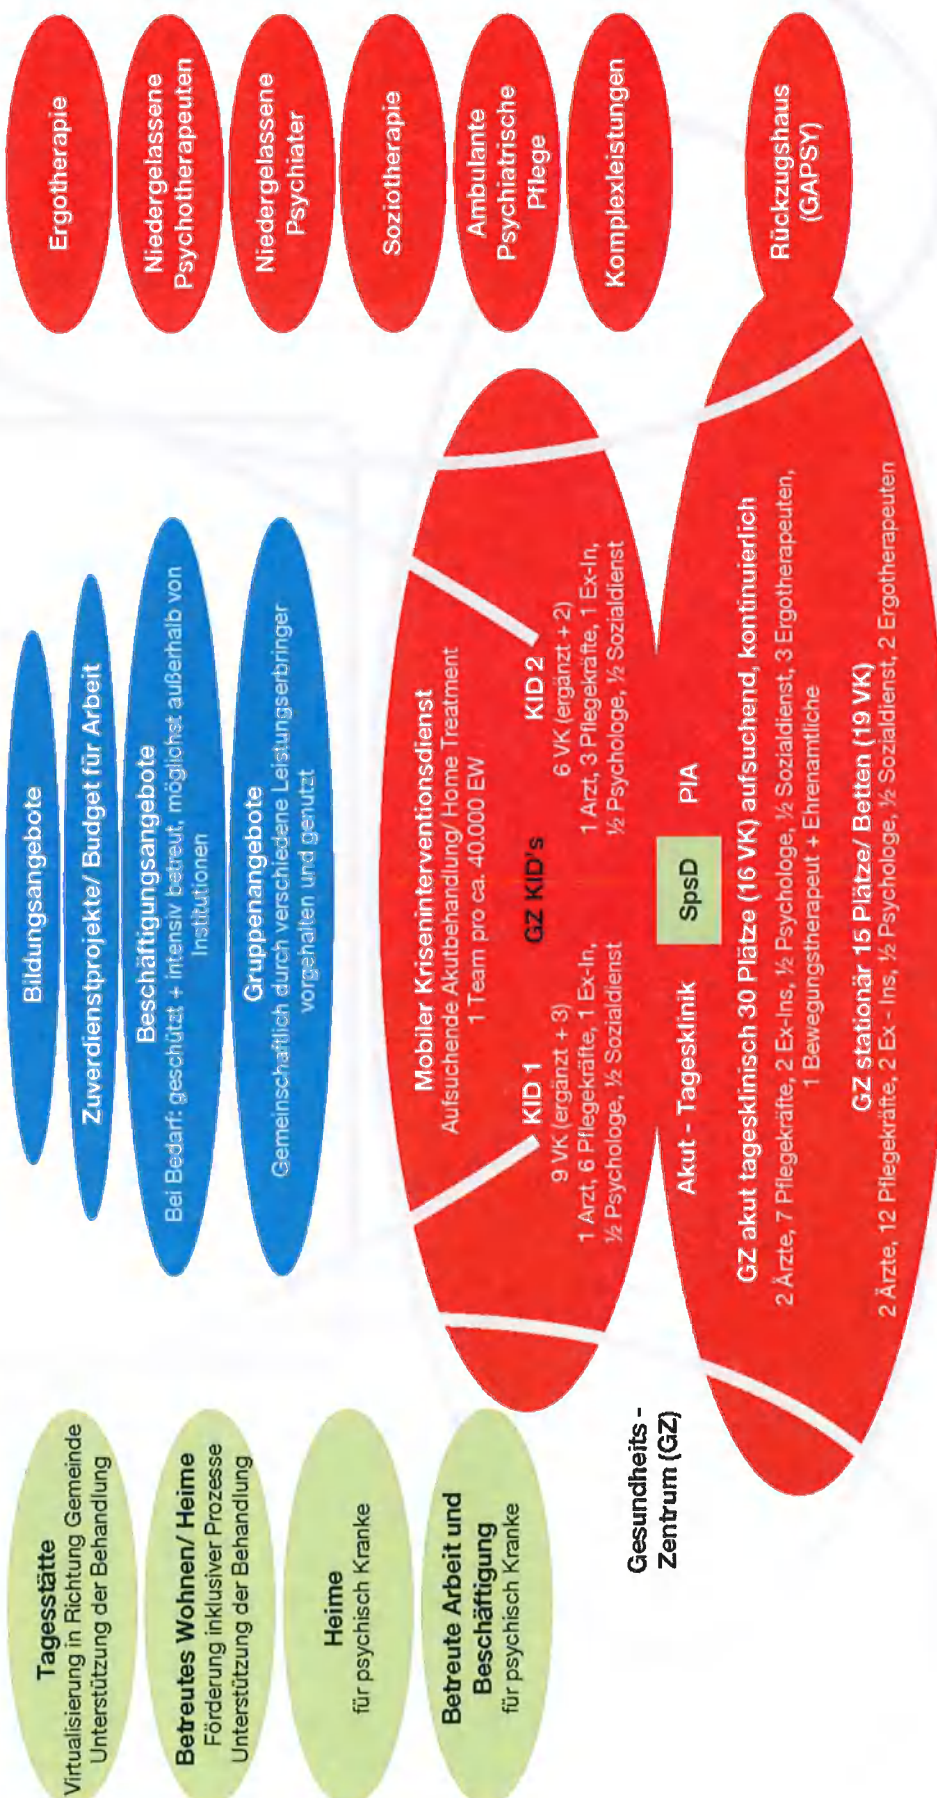 Tagesstätte
Virtualisierung in Richtung Gemeinde
Unterstützung der Behandlung
Betreutes Wohnen/ Heime
Förderung inklusiver Prozesse
Unterstützung der Behandlung
Heime
für psychisch Kranke
Betreute Arbeit und
Beschäftigung
für psychisch Kranke
Bildungsangebote
Zuverdienstprojekte/ Budget für Arbeit
Beschäftigungsangebote
Bei Bedarf: geschützt + intensiv betreut, möglichst außerhalb von
Institutionen
Gruppenangebote
Gemeinschaftlich durch verschiedene Leistungserbringer
vorgehalten und genutzt
Ergotherapie
Niedergelassene
Psychotherapeuten
Niedergelassene
Psychiater
Soziotherapie
Ambulante
Psychiatrische
Pflege
Komplexleistungen
Rückzugshaus
(GAPSY)
Mobiler Kriseninterventionsdienst
Aufsuchende Akutbehandlung/ Home Treatment
1 Team pro ca. 40.000 EW
GZ KID's
KID 1
9 VK (ergänzt + 3)
1 Arzt, 6 Pflegekräfte, 1 Ex-In,
½ Psychologe, ½ Sozialdienst
KID 2
6 VK (ergänzt + 2)
1 Arzt, 3 Pflegekräfte, 1 Ex-In,
½ Psychologe, ½ Sozialdienst
Gesundheits -
Zentrum (GZ)
Akut - Tagesklinik
SpsD
PIA
GZ akut tagesklinisch 30 Plätze (16 VK) aufsuchend, kontinuierlich
2 Ärzte, 7 Pflegekräfte, 2 Ex-Ins, ½ Psychologe, ½ Sozialdienst, 3 Ergotherapeuten,
1 Bewegungstherapeut + Ehrenamtliche
GZ stationär 15 Plätze/ Betten (19 VK)
2 Ärzte, 12 Pflegekräfte, 2 Ex - Ins, ½ Psychologe, ½ Sozialdienst, 2 Ergotherapeuten